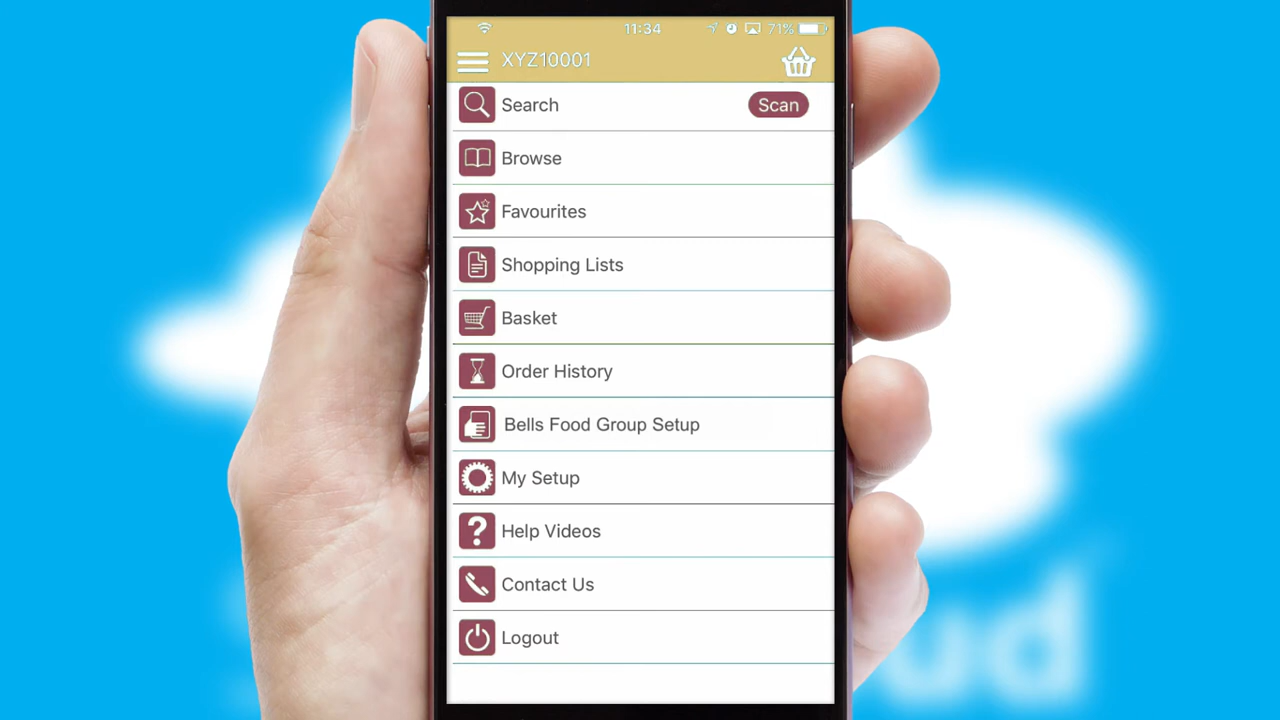 11:34
71%
XYZ10001
Search
Scan
Browse
Favourites
Shopping Lists
Basket
Order History
Bells Food Group Setup
My Setup
Help Videos
Contact Us
Logout